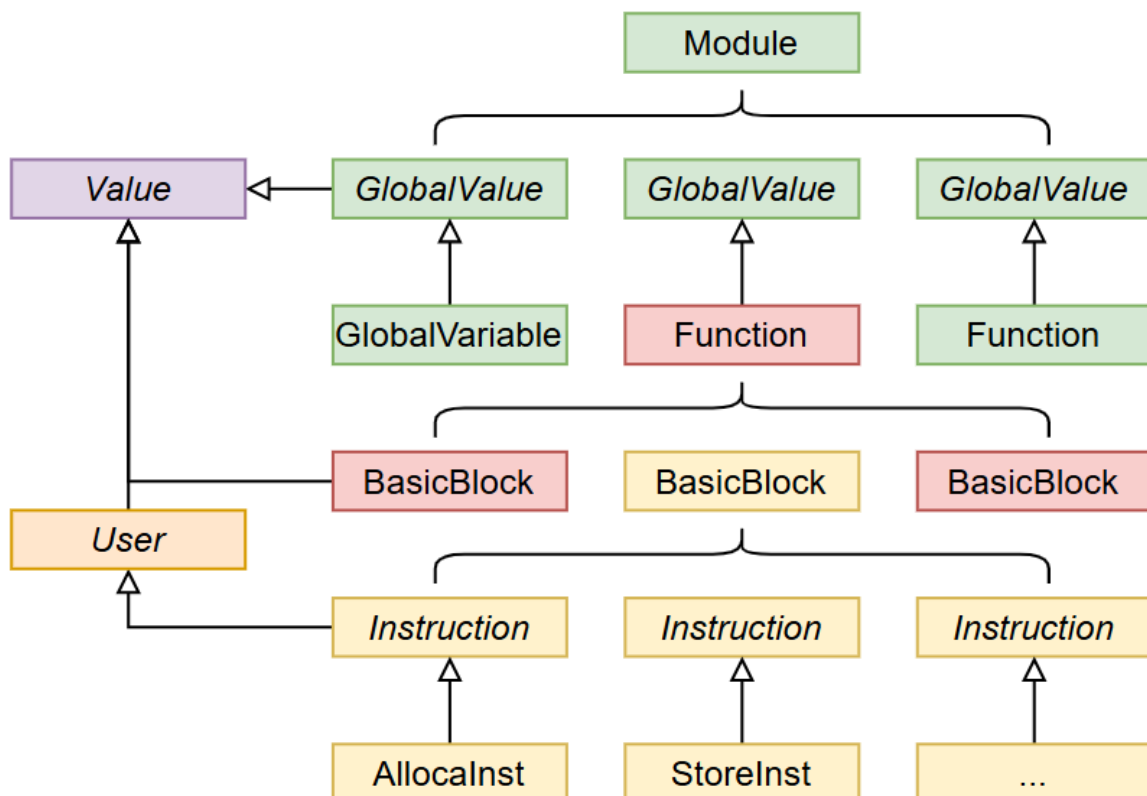 Module
Value
GlobalValue
GlobalValue
GlobalValue
GlobalVariable
Function
Function
BasicBlock
BasicBlock
BasicBlock
User
Instruction
Instruction
Instruction
AllocaInst
StoreInst
...